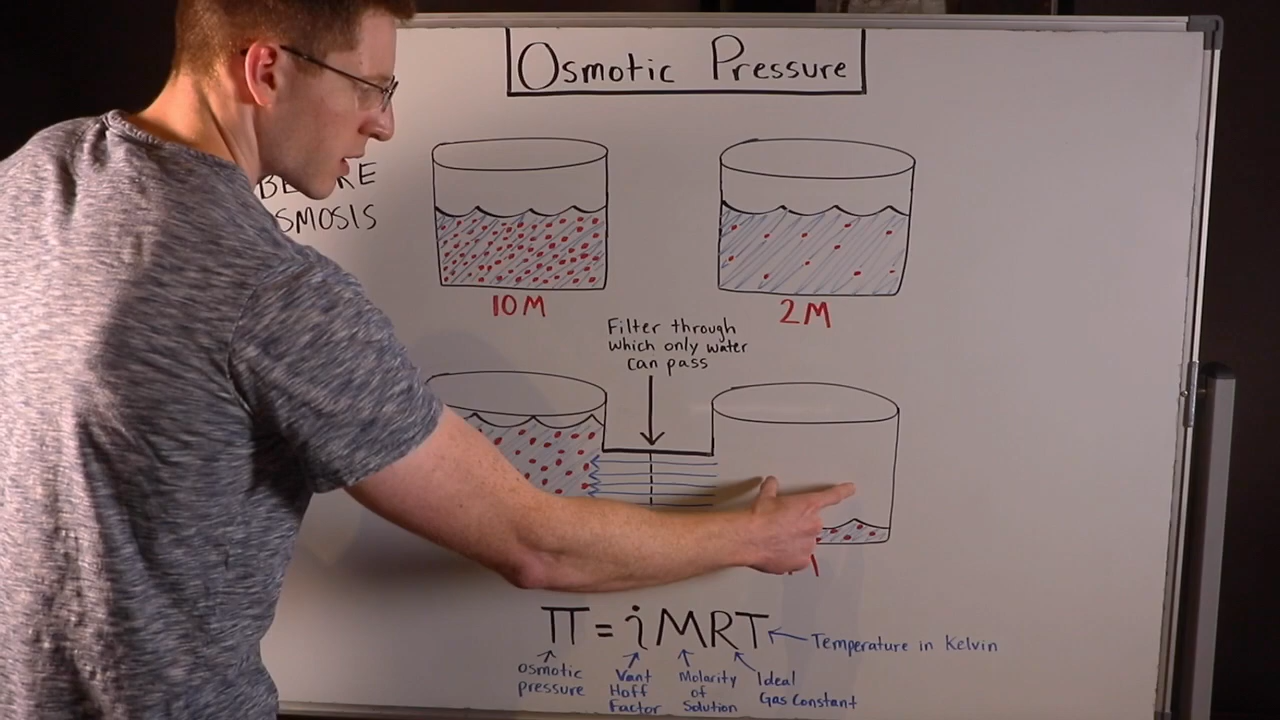 Osmotic Pressure
OSMOSIS
10M
2M
Filter through
which only water
can pass
π = iMRT
Temperature in Kelvin
Osmotic
pressure
Vant
Hoff
Factor
Molarity
of
Solution
Ideal
Gas Constant